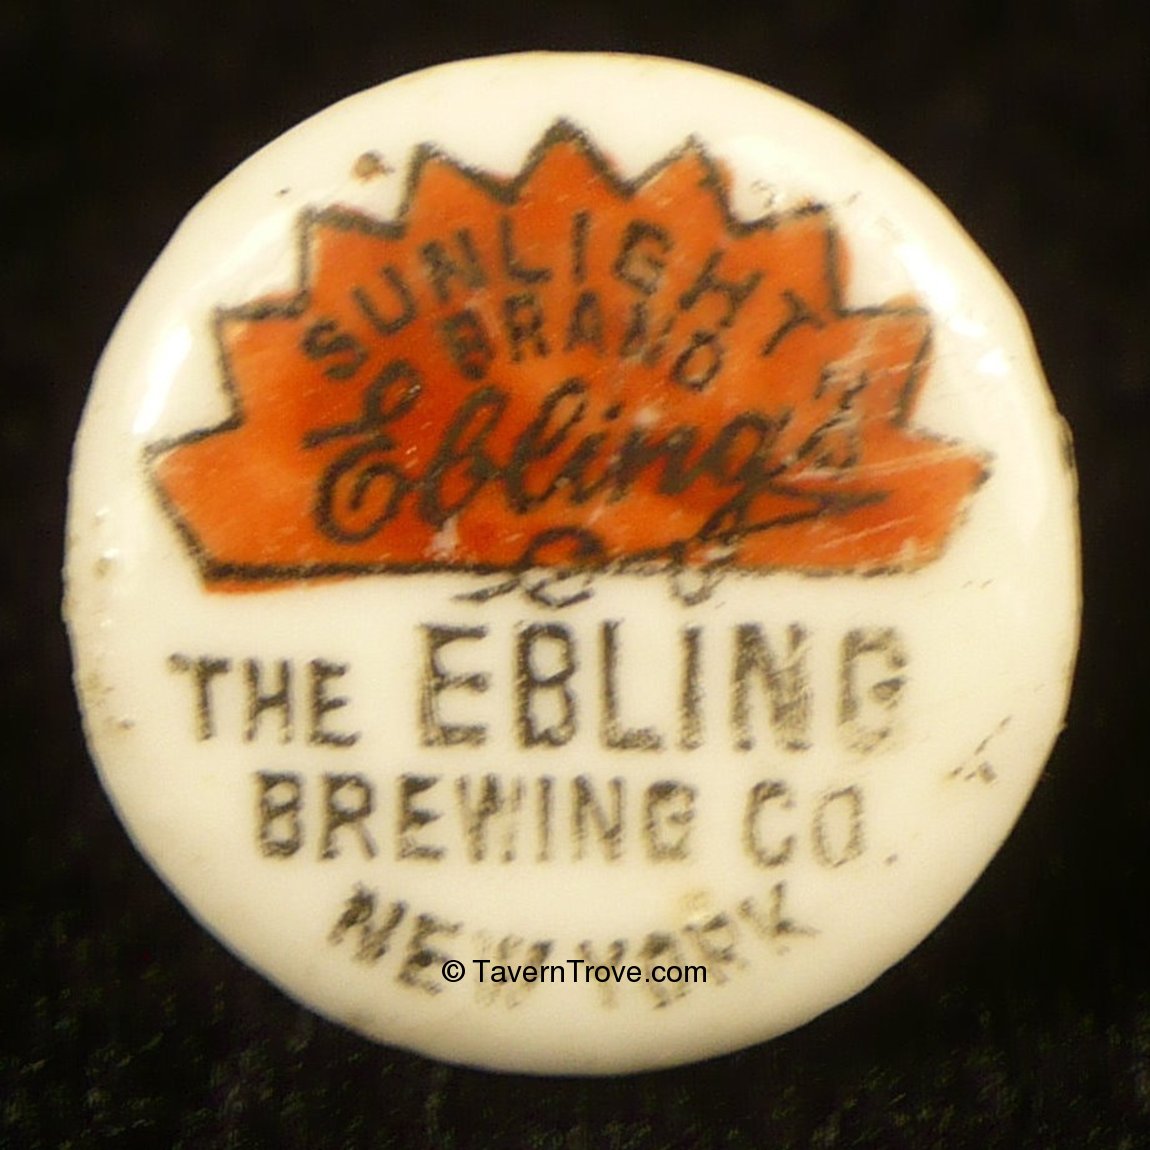 SUNLIGHT
BRAND
Ebling's
THE EBLING
BREWING CO.
NEW YORK
© TavernTrove.com